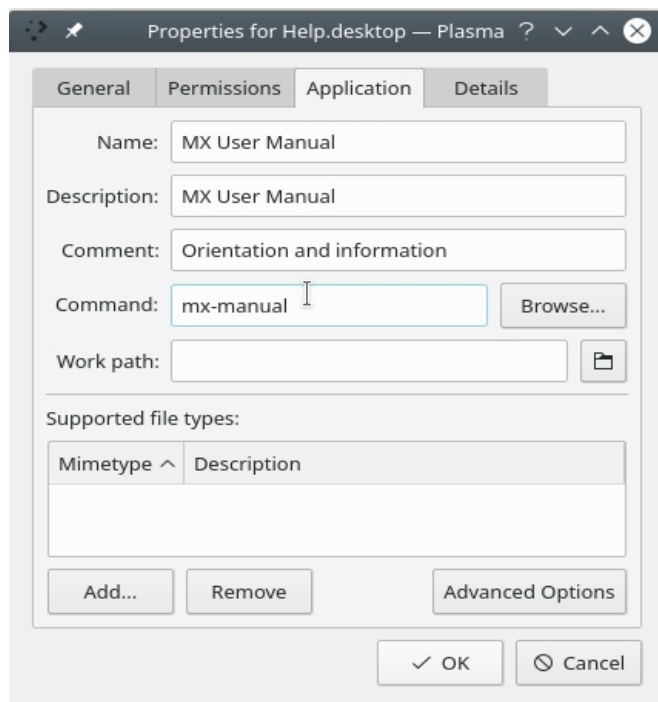 Properties for Help.desktop — Plasma ?
General Permissions Application Details
Name: MX User Manual
Description: MX User Manual
Comment: Orientation and information
Command: mx-manual Browse...
Work path:
Supported file types:
Mimetype Description
Add... Remove Advanced Options
OK Cancel